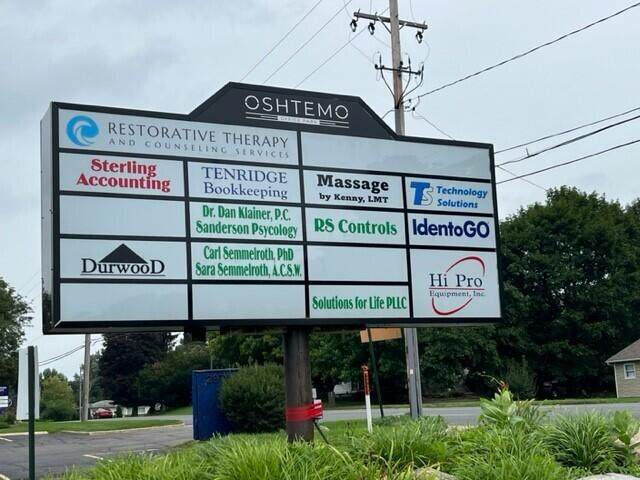 OSHTEMO
OFFICE PARK
RESTORATIVE THERAPY
AND COUNSELING SERVICES
Sterling
Accounting
TENRIDGE
Bookkeeping
Massage
by Kenny, LMT
TS Technology
Solutions
Dr. Dan Klainer, P.C.
Sanderson Psycology
RS Controls
IdentoGO
DURWOOD
Carl Semmelroth, PhD
Sara Semmelroth, A.C.S.W.
Hi Pro
Equipment, Inc.
Solutions for Life PLLC